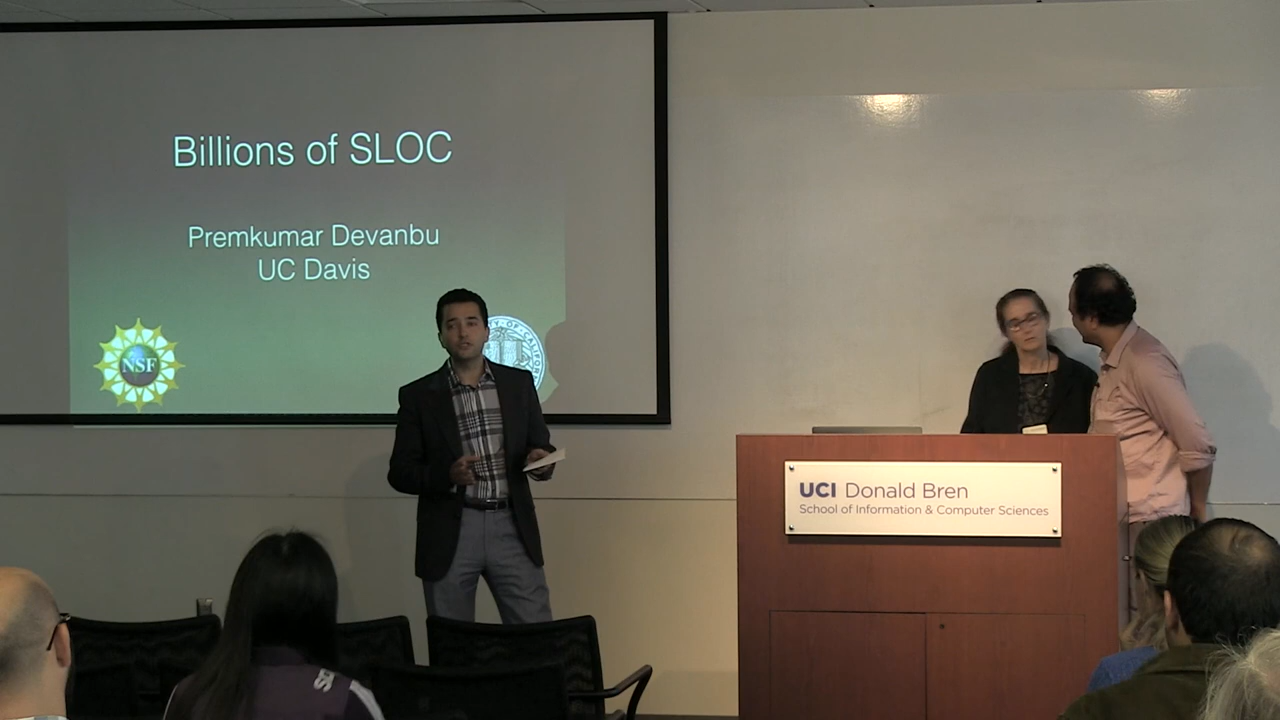 Billions of SLOC
Premkumar Devanbu
UC Davis
NSF
UCI Donald Bren
School of Information & Computer Sciences